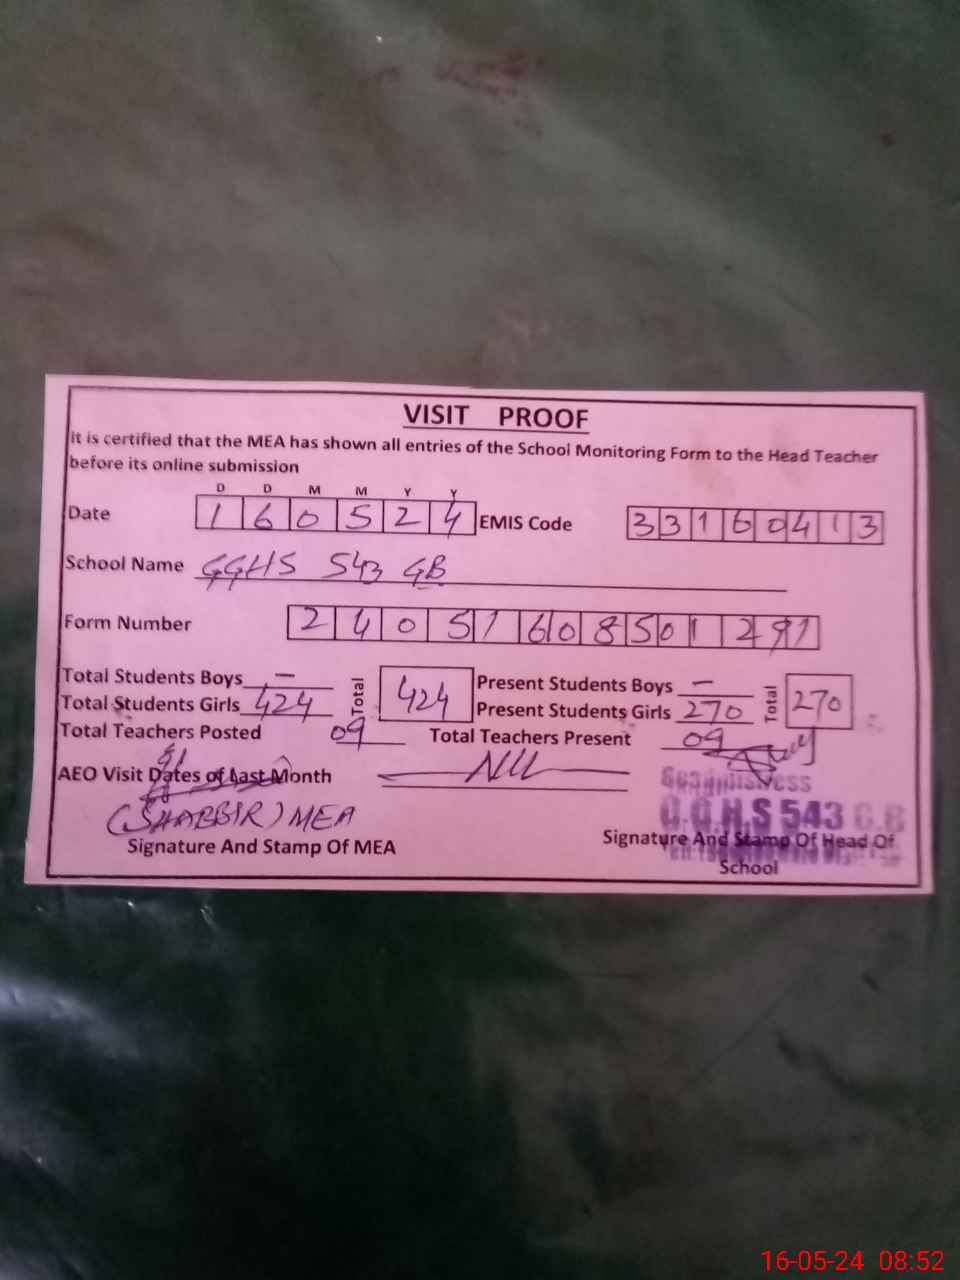 VISIT PROOF
It is certified that the MEA has shown all entries of the School Monitoring Form to the Head Teacher
before its online submission
D D M M Y Y
Date 1 6 0 5 2 4 EMIS Code 3 3 1 6 0 4 1 3
School Name GGHS 543 GB
Form Number 2 4 0 5 1 6 0 8 5 0 1 2 9 1
Total Students Boys — Total 424 Present Students Boys — Total 270
Total Students Girls 424 Present Students Girls 270
Total Teachers Posted 09 Total Teachers Present 09
AEO Visit Dates of Last Month Nil
(SHABBIR) MEA
Headmistress
G.G.H.S 543 G.B
Signature And Stamp Of MEA Signature And Stamp Of Head Of
School
16-05-24 08:52